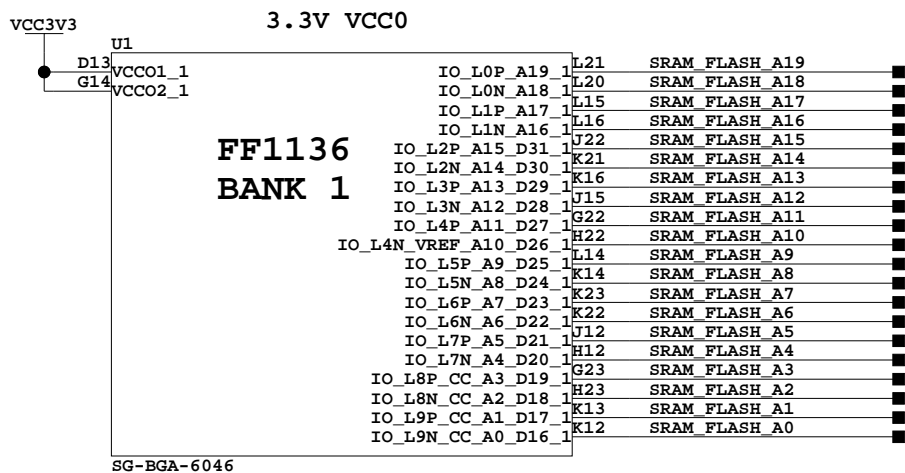 3.3V VCC0
VCC3V3
U1
D13 VCCO1_1
G14 VCCO2_1
FF1136
BANK 1
IO_L0P_A19_1 L21 SRAM_FLASH_A19
IO_L0N_A18_1 L20 SRAM_FLASH_A18
IO_L1P_A17_1 L15 SRAM_FLASH_A17
IO_L1N_A16_1 L16 SRAM_FLASH_A16
IO_L2P_A15_D31_1 J22 SRAM_FLASH_A15
IO_L2N_A14_D30_1 K21 SRAM_FLASH_A14
IO_L3P_A13_D29_1 K16 SRAM_FLASH_A13
IO_L3N_A12_D28_1 J15 SRAM_FLASH_A12
IO_L4P_A11_D27_1 G22 SRAM_FLASH_A11
IO_L4N_VREF_A10_D26_1 H22 SRAM_FLASH_A10
IO_L5P_A9_D25_1 L14 SRAM_FLASH_A9
IO_L5N_A8_D24_1 K14 SRAM_FLASH_A8
IO_L6P_A7_D23_1 K23 SRAM_FLASH_A7
IO_L6N_A6_D22_1 K22 SRAM_FLASH_A6
IO_L7P_A5_D21_1 J12 SRAM_FLASH_A5
IO_L7N_A4_D20_1 H12 SRAM_FLASH_A4
IO_L8P_CC_A3_D19_1 G23 SRAM_FLASH_A3
IO_L8N_CC_A2_D18_1 H23 SRAM_FLASH_A2
IO_L9P_CC_A1_D17_1 K13 SRAM_FLASH_A1
IO_L9N_CC_A0_D16_1 K12 SRAM_FLASH_A0
SG-BGA-6046